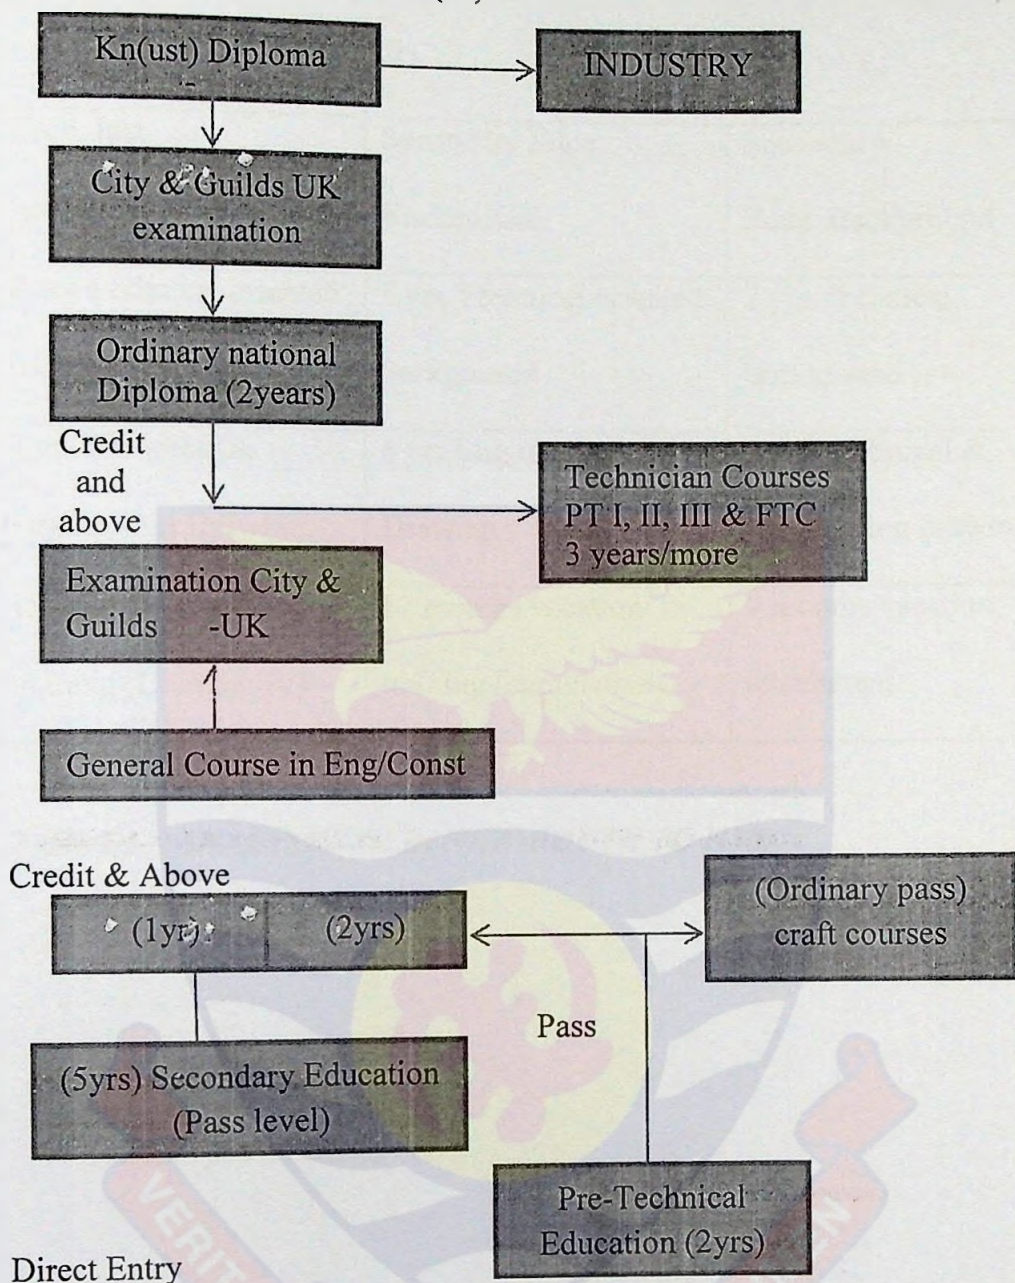 Kn(ust) Diploma
INDUSTRY
City & Guilds UK
examination
Ordinary national
Diploma (2years)
Credit
and
above
Technician Courses
PT I, II, III & FTC
3 years/more
Examination City &
Guilds -UK
General Course in Eng/Const
Credit & Above
(1yr)
(2yrs)
(Ordinary pass)
craft courses
Pass
(5yrs) Secondary Education
(Pass level)
Pre-Technical
Education (2yrs)
Direct Entry